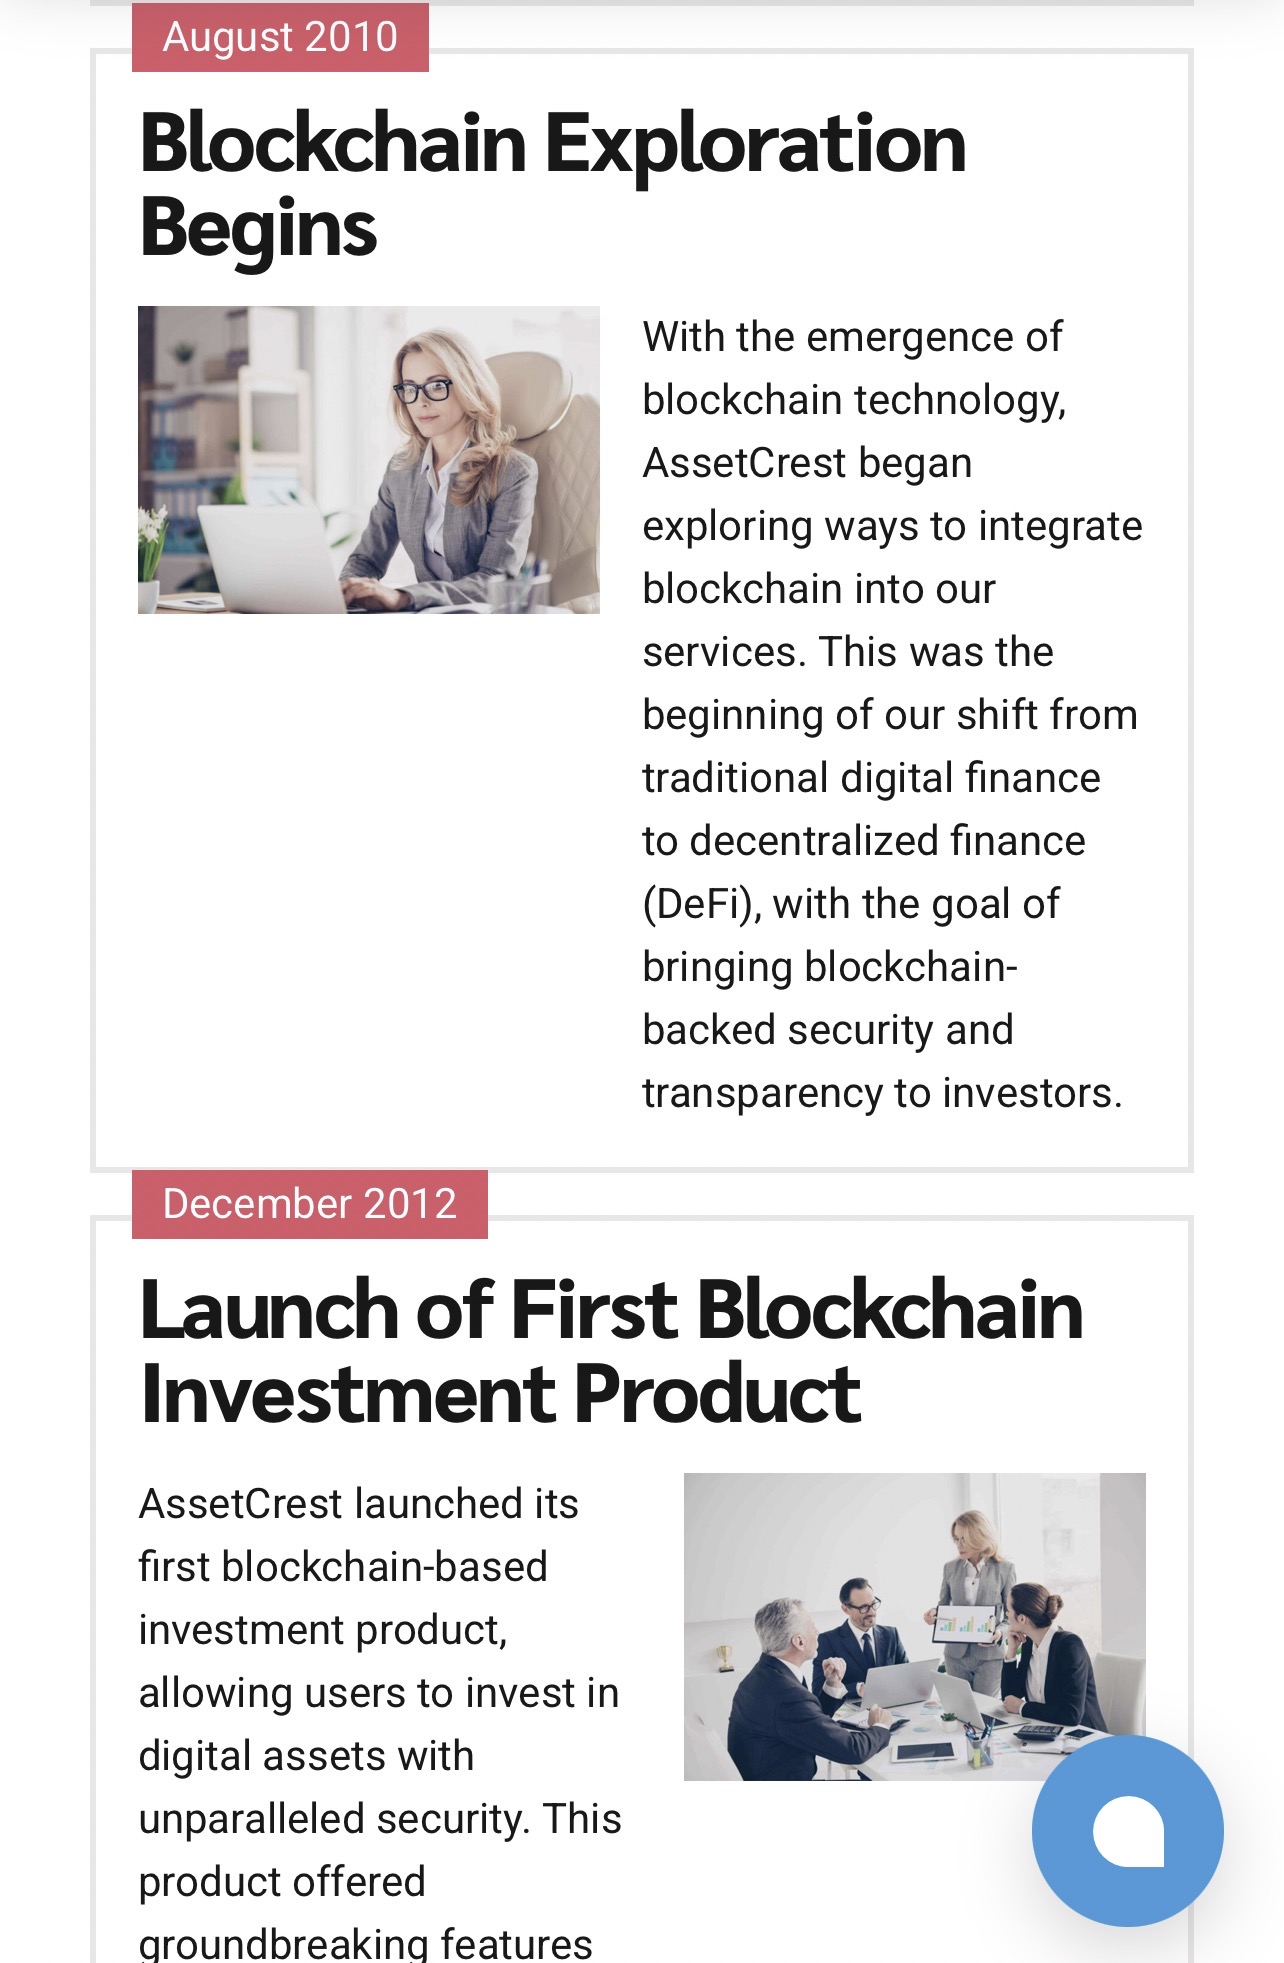 August 2010
Blockchain Exploration
Begins
With the emergence of
blockchain technology,
AssetCrest began
exploring ways to integrate
blockchain into our
services. This was the
beginning of our shift from
traditional digital finance
to decentralized finance
(DeFi), with the goal of
bringing blockchain-
backed security and
transparency to investors.
December 2012
Launch of First Blockchain
Investment Product
AssetCrest launched its
first blockchain-based
investment product,
allowing users to invest in
digital assets with
unparalleled security. This
product offered
groundbreaking features